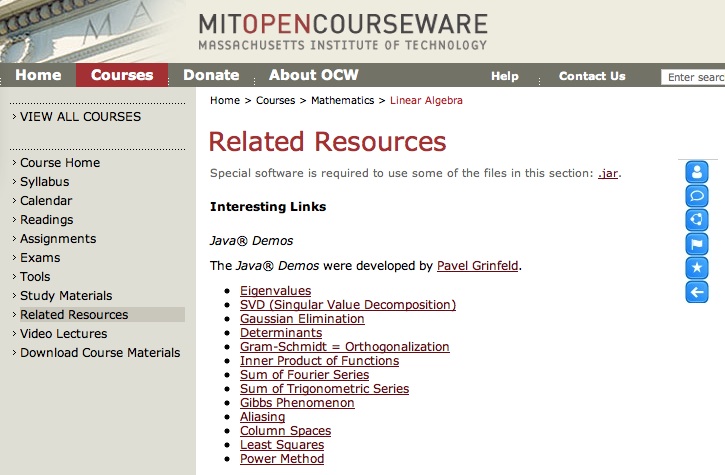 MITOPENCOURSEWARE
MASSACHUSETTS INSTITUTE OF TECHNOLOGY
Home Courses Donate About OCW Help Contact Us Enter searc
Home > Courses > Mathematics > Linear Algebra
› VIEW ALL COURSES
› Course Home
› Syllabus
› Calendar
› Readings
› Assignments
› Exams
› Tools
› Study Materials
› Related Resources
› Video Lectures
› Download Course Materials
Related Resources
Special software is required to use some of the files in this section: .jar.
Interesting Links
Java® Demos
The Java® Demos were developed by Pavel Grinfeld.
• Eigenvalues
• SVD (Singular Value Decomposition)
• Gaussian Elimination
• Determinants
• Gram-Schmidt = Orthogonalization
• Inner Product of Functions
• Sum of Fourier Series
• Sum of Trigonometric Series
• Gibbs Phenomenon
• Aliasing
• Column Spaces
• Least Squares
• Power Method